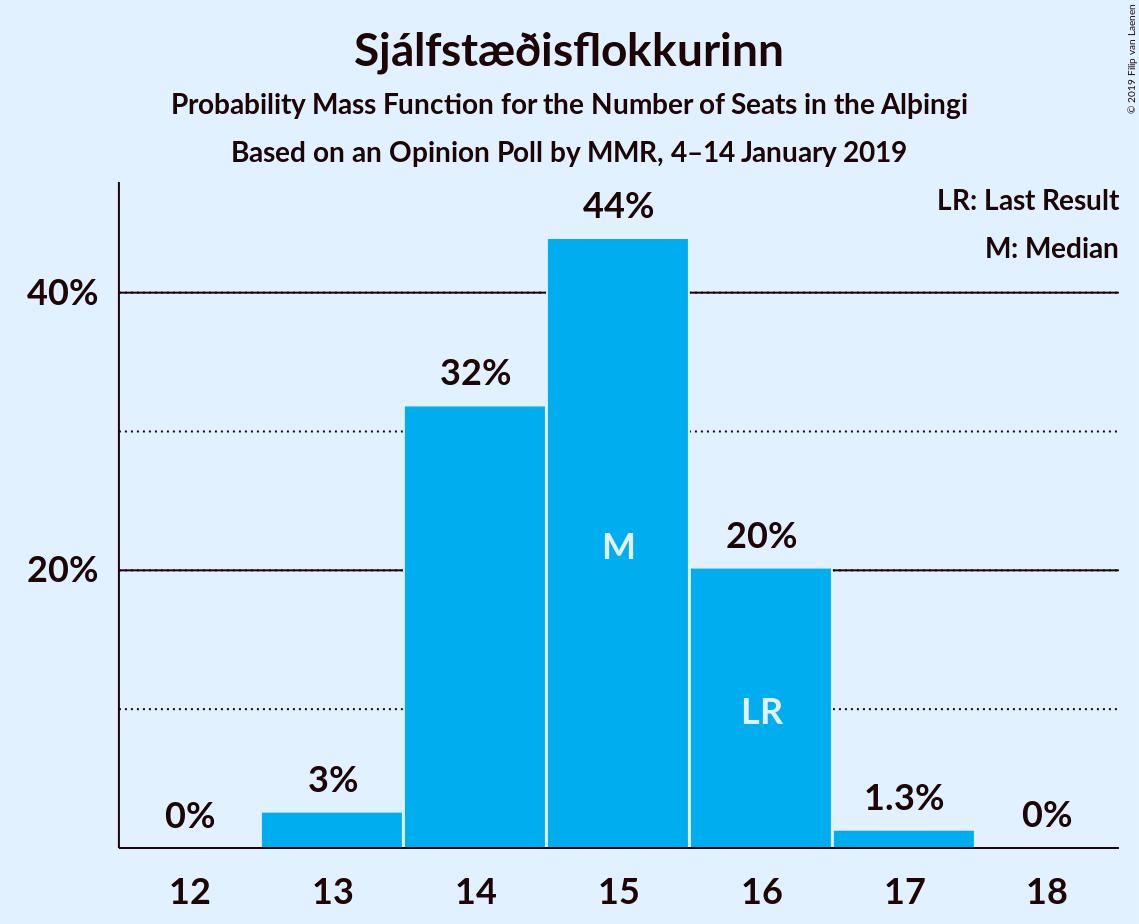 Sjálfstæðisflokkurinn
Probability Mass Function for the Number of Seats in the Alþingi
Based on an Opinion Poll by MMR, 4–14 January 2019
© 2019 Filip van Laenen
LR: Last Result
M: Median
44%
40%
32%
M
20%
20%
LR
3%
1.3%
0%
0%
12 13 14 15 16 17 18